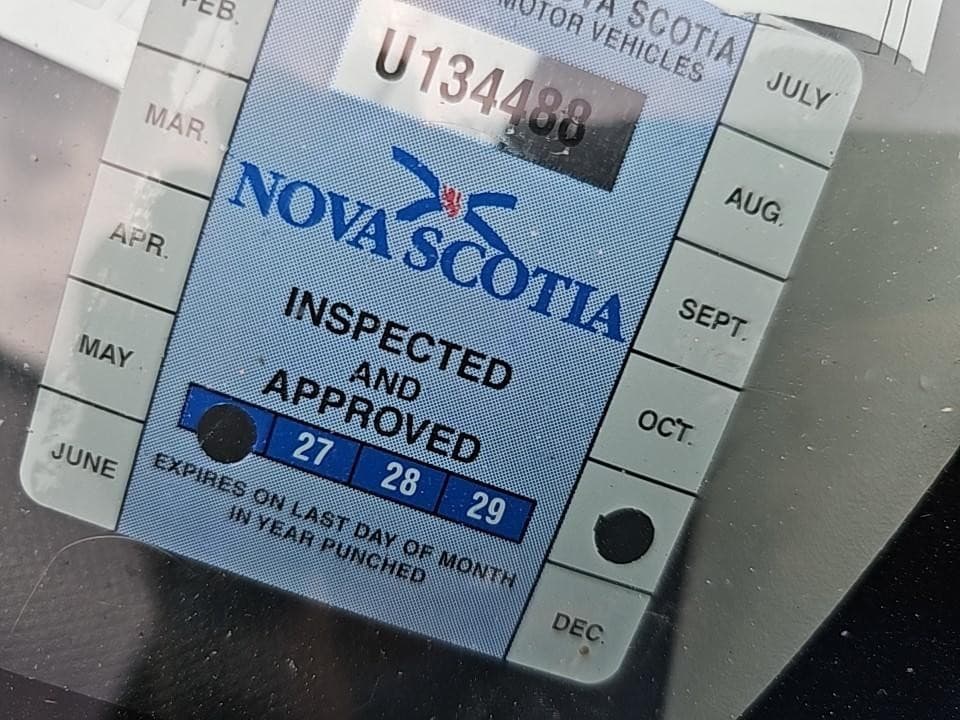 NOVA SCOTIA
MOTOR VEHICLES
U134488
NOVA SCOTIA
INSPECTED
AND
APPROVED
27 28 29
EXPIRES ON LAST DAY OF MONTH
IN YEAR PUNCHED
FEB.
MAR.
APR.
MAY
JUNE
JULY
AUG.
SEPT.
OCT.
DEC.